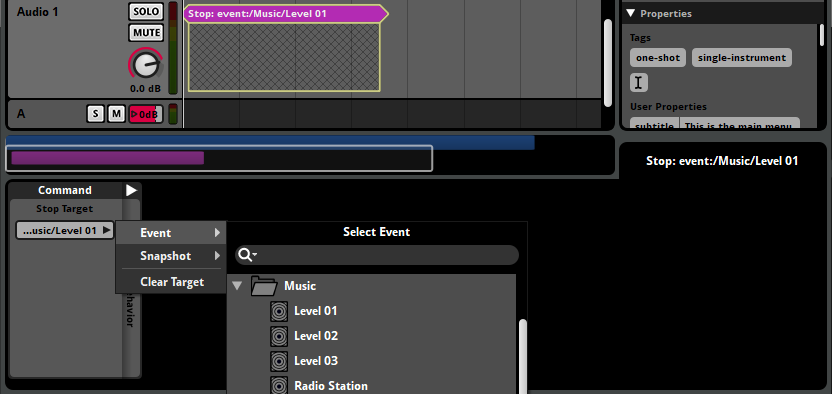 Audio 1
SOLO
MUTE
0.0 dB
Stop: event:/Music/Level 01
A
S
M
0dB
Properties
Tags
one-shot
single-instrument
User Properties
subtitle
This is the main menu
Stop: event:/Music/Level 01
Command
Stop Target
...usic/Level 01
Event
Snapshot
Clear Target
Select Event
Music
Level 01
Level 02
Level 03
Radio Station